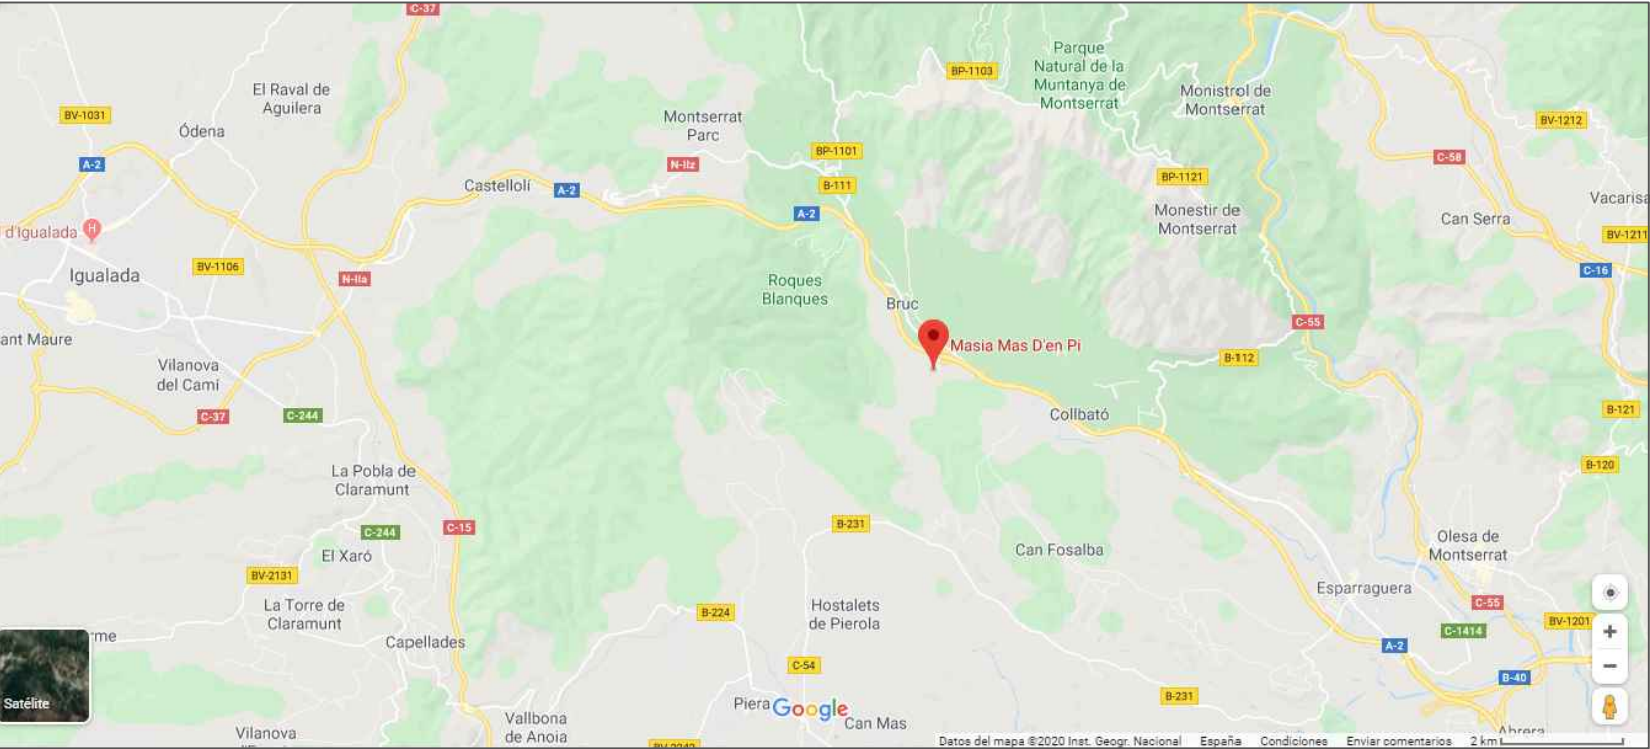 C-37
Parque
Natural de la
Muntanya de
Montserrat
BP-1103
El Raval de
Aguilera
Monistrol de
Montserrat
BV-1031
Ódena
Montserrat
Parc
BV-1212
BP-1101
C-58
A-2
N-IIz
BP-1121
Castellolí
A-2
B-111
Vacarisa
A-2
Monestir de
Montserrat
Can Serra
d'Igualada
H
BV-1211
Igualada
BV-1106
N-IIa
Roques
Blanques
C-16
Bruc
C-55
ant Maure
Masia Mas D'en Pi
B-112
Vilanova
del Camí
C-37
C-244
Collbató
B-121
La Pobla de
Claramunt
B-120
C-244
C-15
B-231
El Xaró
Can Fosalba
Olesa de
Montserrat
BV-2131
Esparraguera
La Torre de
Claramunt
B-224
Hostalets
de Pierola
C-55
BV-1201
C-1414
rme
Capellades
A-2
C-54
B-40
B-231
Satélite
Piera
Google
Can Mas
Vallbona
de Anoia
Vilanova
Abrera
Datos del mapa ©2020 Inst. Geogr. Nacional España Condiciones Enviar comentarios 2 km